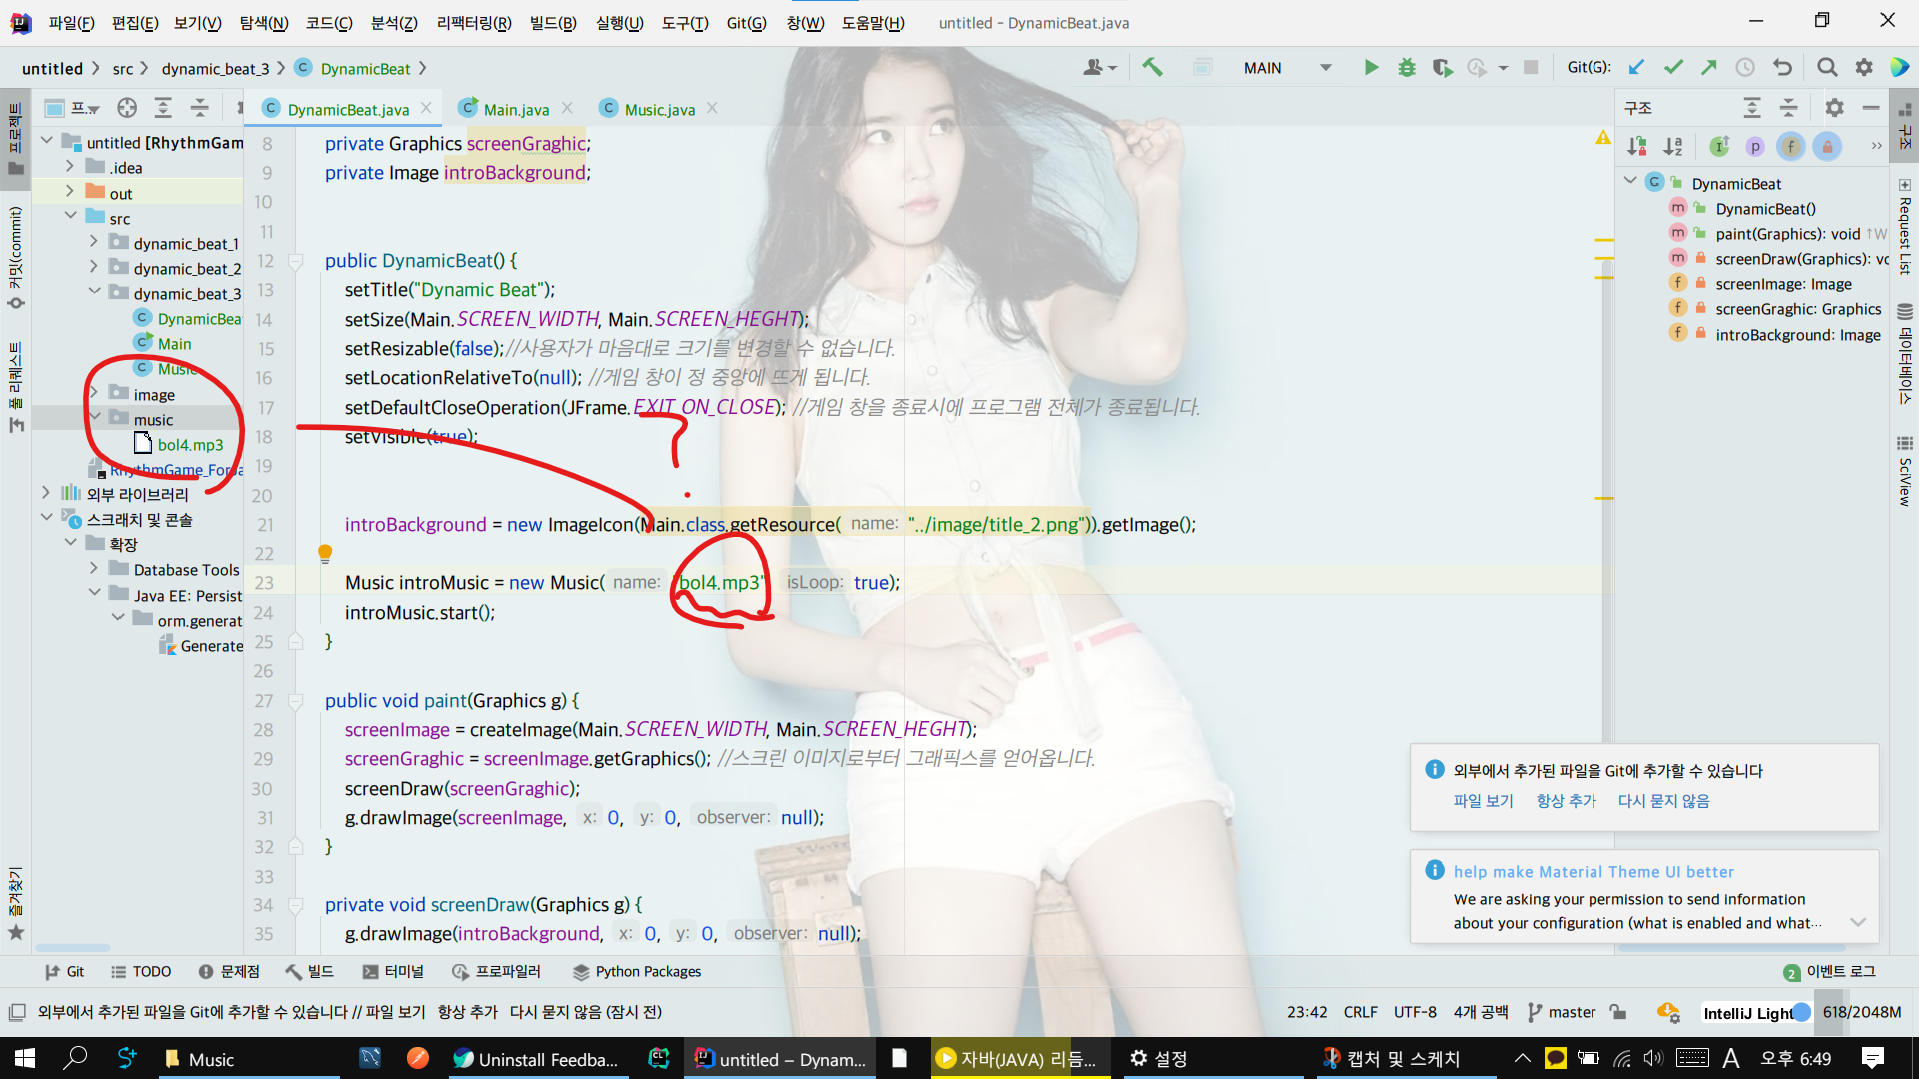 파일(F) 편집(E) 보기(V) 탐색(N) 코드(C) 분석(Z) 리팩터링(R) 빌드(B) 실행(U) 도구(T) Git(G) 창(W) 도움말(H) untitled - DynamicBeat.java
untitled src dynamic_beat_3 DynamicBeat MAIN Git(G):
프로젝트
커밋(commit)
풀 리퀘스트
즐겨찾기
프...
untitled [RhythmGam
.idea
out
src
dynamic_beat_1
dynamic_beat_2
dynamic_beat_3
DynamicBea
Main
Music
image
music
bol4.mp3
RhythmGame_Forja
외부 라이브러리
스크래치 및 콘솔
확장
Database Tools
Java EE: Persist
orm.generat
Generate
DynamicBeat.java Main.java Music.java
8 private Graphics screenGraghic;
9 private Image introBackground;
10
11
12 public DynamicBeat() {
13 setTitle("Dynamic Beat");
14 setSize(Main.SCREEN_WIDTH, Main.SCREEN_HEGHT);
15 setResizable(false);//사용자가 마음대로 크기를 변경할 수 없습니다.
16 setLocationRelativeTo(null); //게임 창이 정 중앙에 뜨게 됩니다.
17 setDefaultCloseOperation(JFrame.EXIT_ON_CLOSE); //게임 창을 종료시에 프로그램 전체가 종료됩니다.
18 setVisible(true);
19
20
?
21 introBackground = new ImageIcon(Main.class.getResource( name: "../image/title_2.png")).getImage();
22
23 Music introMusic = new Music( name: "bol4.mp3" isLoop: true);
24 introMusic.start();
25 }
26
27 public void paint(Graphics g) {
28 screenImage = createImage(Main.SCREEN_WIDTH, Main.SCREEN_HEGHT);
29 screenGraghic = screenImage.getGraphics(); //스크린 이미지로부터 그래픽스를 얻어옵니다.
30 screenDraw(screenGraghic);
31 g.drawImage(screenImage, x: 0, y: 0, observer: null);
32 }
33
34 private void screenDraw(Graphics g) {
35 g.drawImage(introBackground, x: 0, y: 0, observer: null);
구조
DynamicBeat
DynamicBeat()
paint(Graphics): void ↑W
screenDraw(Graphics): vo
screenImage: Image
screenGraghic: Graphics
introBackground: Image
구조
Request List
데이터베이스
SciView
외부에서 추가된 파일을 Git에 추가할 수 있습니다
파일 보기 항상 추가 다시 묻지 않음
help make Material Theme UI better
We are asking your permission to send information
about your configuration (what is enabled and what...
Git TODO 문제점 빌드 터미널 프로파일러 Python Packages 2 이벤트 로그
외부에서 추가된 파일을 Git에 추가할 수 있습니다 // 파일 보기 항상 추가 다시 묻지 않음 (잠시 전) 23:42 CRLF UTF-8 4개 공백 master IntelliJ Light 618/2048M
Music Uninstall Feedba... untitled – Dynam... 자바(JAVA) 리듬... 설정 캡처 및 스케치 A 오후 6:49